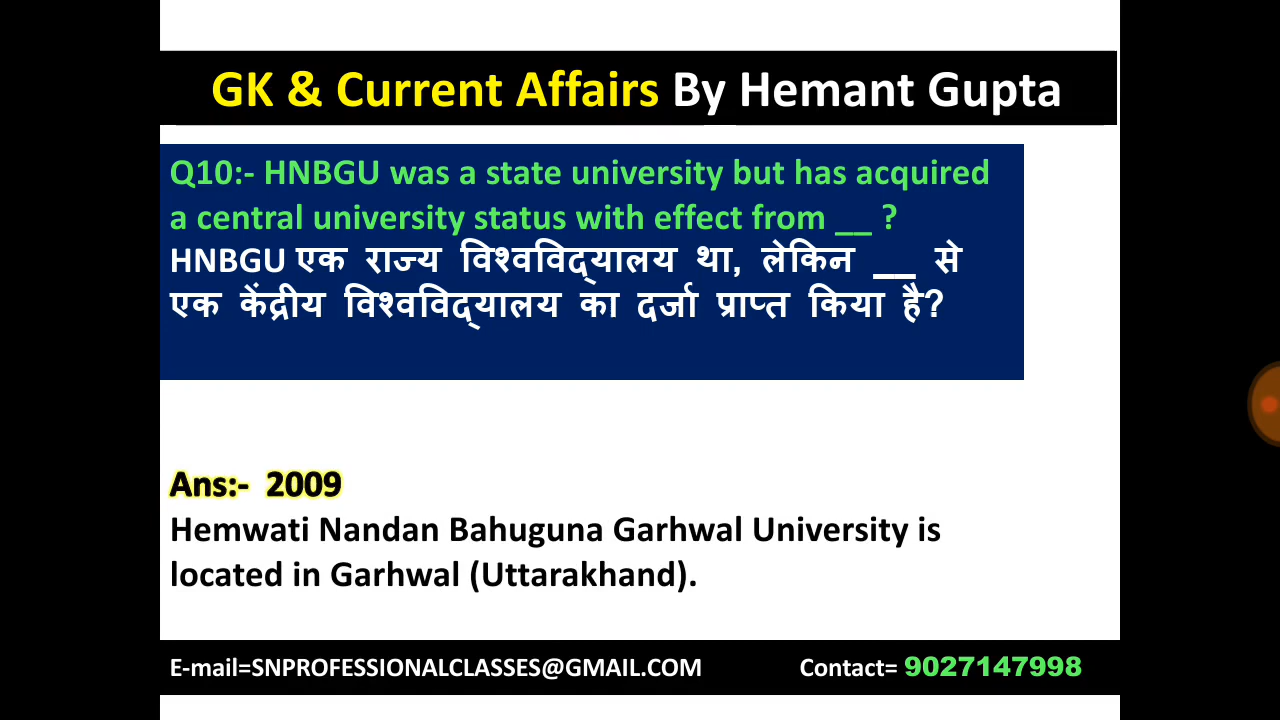 GK & Current Affairs By Hemant Gupta
Q10:- HNBGU was a state university but has acquired
a central university status with effect from __ ?
HNBGU एक राज्य विश्वविद्यालय था, लेकिन __ से
एक केंद्रीय विश्वविद्यालय का दर्जा प्राप्त किया है?
Ans:- 2009
Hemwati Nandan Bahuguna Garhwal University is
located in Garhwal (Uttarakhand).
E-mail=SNPROFESSIONALCLASSES@GMAIL.COM Contact= 9027147998